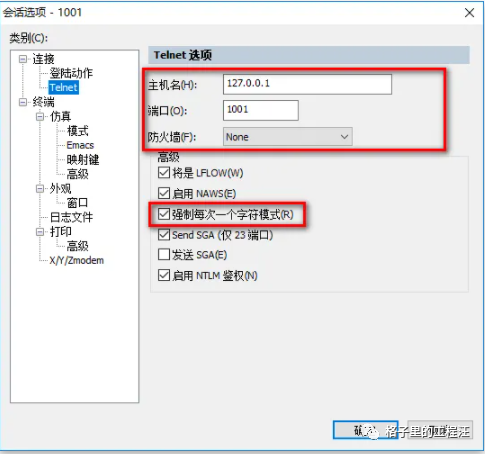 会话选项 - 1001
类别(C):
连接
登陆动作
Telnet
终端
仿真
模式
Emacs
映射键
高级
外观
窗口
日志文件
打印
高级
X/Y/Zmodem
Telnet 选项
主机名(H): 127.0.0.1
端口(O): 1001
防火墙(F): None
高级
将是 LFLOW(W)
启用 NAWS(E)
强制每次一个字符模式(R)
Send SGA (仅 23 端口)
发送 SGA(E)
启用 NTLM 鉴权(N)
格子里的